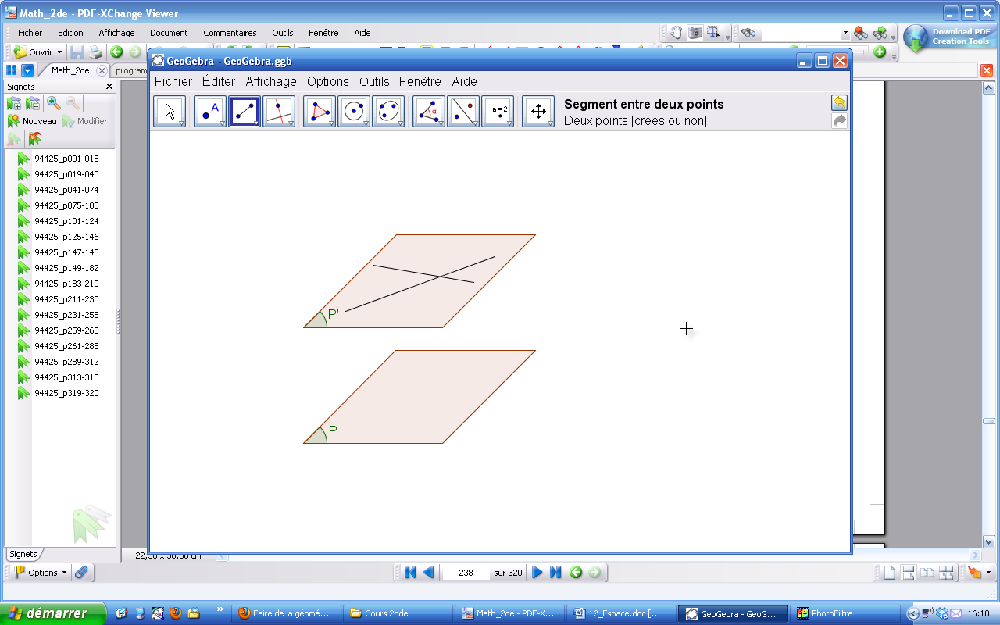 Math_2de - PDF-XChange Viewer
Fichier Edition Affichage Document Commentaires Outils Fenêtre Aide
Download PDF
Creation Tools
Ouvrir
Math_2de
program
Signets
Nouveau Modifier
94425_p001-018
94425_p019-040
94425_p041-074
94425_p075-100
94425_p101-124
94425_p125-146
94425_p147-148
94425_p149-182
94425_p183-210
94425_p211-230
94425_p231-258
94425_p259-260
94425_p261-288
94425_p289-312
94425_p313-318
94425_p319-320
Signets
GeoGebra - GeoGebra.ggb
Fichier Éditer Affichage Options Outils Fenêtre Aide
A
α
a = 2
Segment entre deux points
Deux points [créés ou non]
P'
P
22,50 x 30,00 cm
Options
238 sur 320
démarrer
Faire de la géomé...
Cours 2nde
Math_2de - PDF-X...
12_Espace.doc [...
GeoGebra - GeoG...
PhotoFiltre
16:18